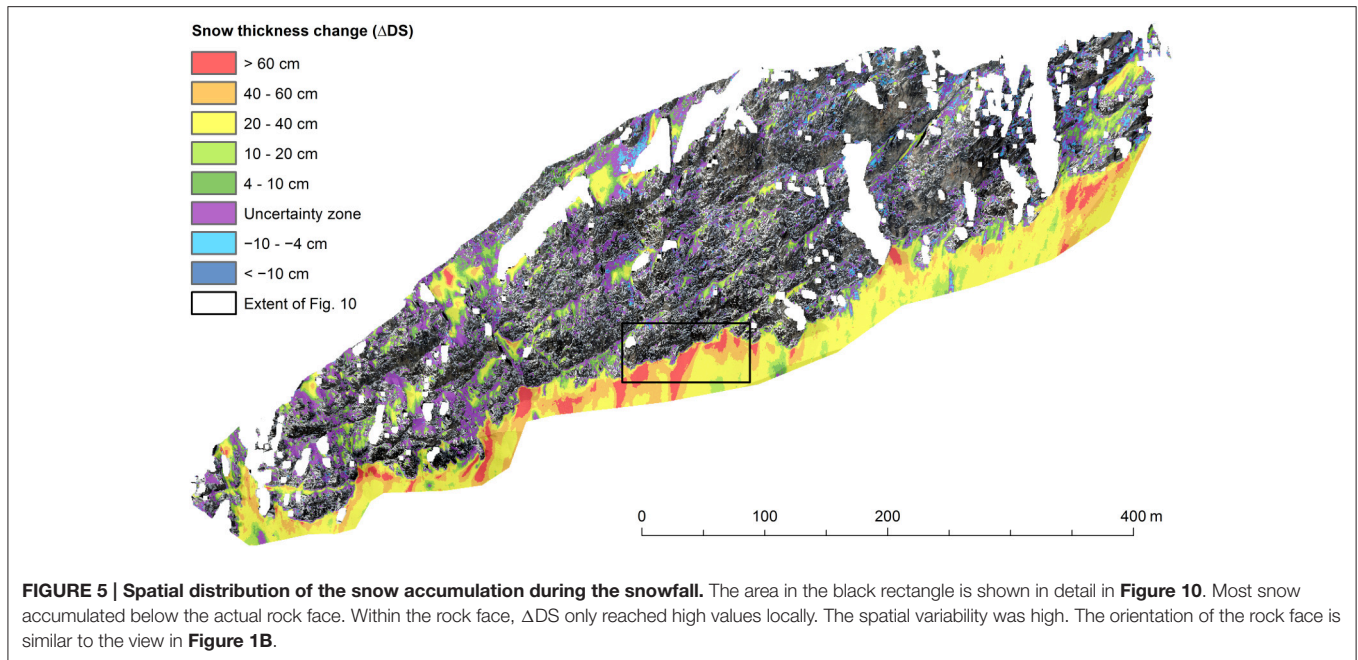 Snow thickness change (ΔDS)
> 60 cm
40 - 60 cm
20 - 40 cm
10 - 20 cm
4 - 10 cm
Uncertainty zone
−10 - −4 cm
< −10 cm
Extent of Fig. 10
0 100 200 400 m
FIGURE 5 | Spatial distribution of the snow accumulation during the snowfall. The area in the black rectangle is shown in detail in Figure 10. Most snow
accumulated below the actual rock face. Within the rock face, ΔDS only reached high values locally. The spatial variability was high. The orientation of the rock face is
similar to the view in Figure 1B.